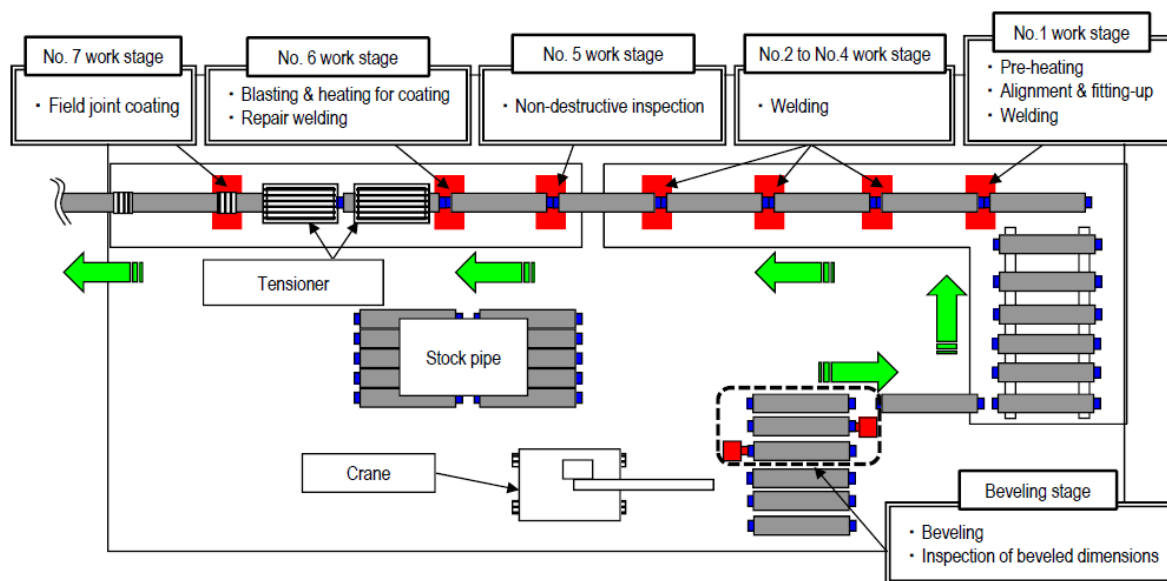 No. 7 work stage
・ Field joint coating
No. 6 work stage
・ Blasting & heating for coating
・ Repair welding
No. 5 work stage
・ Non-destructive inspection
No.2 to No.4 work stage
・ Welding
No.1 work stage
・ Pre-heating
・ Alignment & fitting-up
・ Welding
Tensioner
Stock pipe
Crane
Beveling stage
・ Beveling
・ Inspection of beveled dimensions